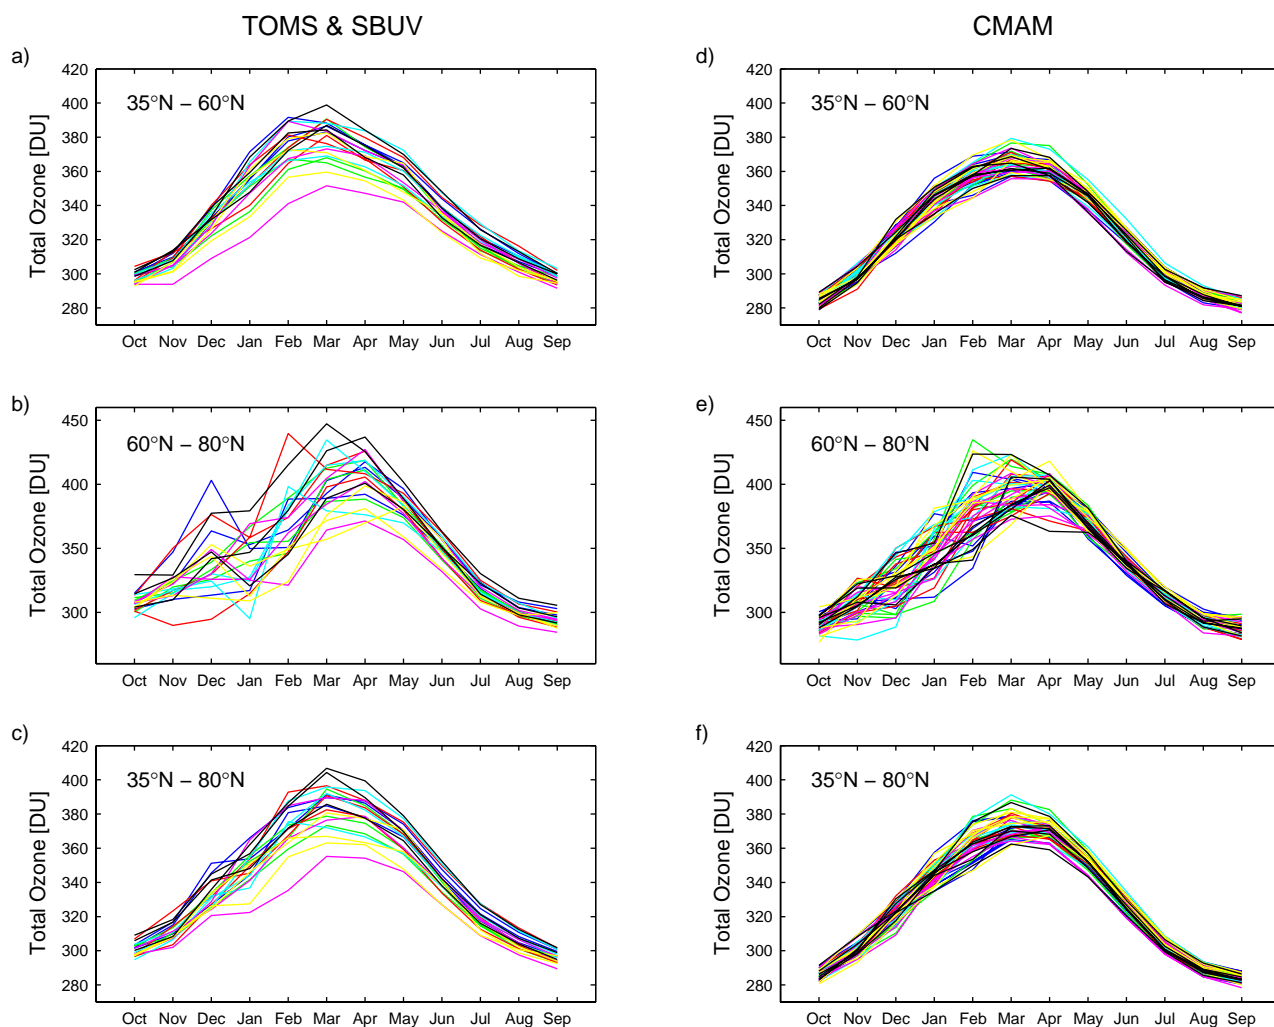 TOMS & SBUV
CMAM
a)
35°N − 60°N
Total Ozone [DU]
420
400
380
360
340
320
300
280
Oct Nov Dec Jan Feb Mar Apr May Jun Jul Aug Sep
d)
35°N − 60°N
Total Ozone [DU]
420
400
380
360
340
320
300
280
Oct Nov Dec Jan Feb Mar Apr May Jun Jul Aug Sep
b)
60°N − 80°N
Total Ozone [DU]
450
400
350
300
Oct Nov Dec Jan Feb Mar Apr May Jun Jul Aug Sep
e)
60°N − 80°N
Total Ozone [DU]
450
400
350
300
Oct Nov Dec Jan Feb Mar Apr May Jun Jul Aug Sep
c)
35°N − 80°N
Total Ozone [DU]
420
400
380
360
340
320
300
280
Oct Nov Dec Jan Feb Mar Apr May Jun Jul Aug Sep
f)
35°N − 80°N
Total Ozone [DU]
420
400
380
360
340
320
300
280
Oct Nov Dec Jan Feb Mar Apr May Jun Jul Aug Sep